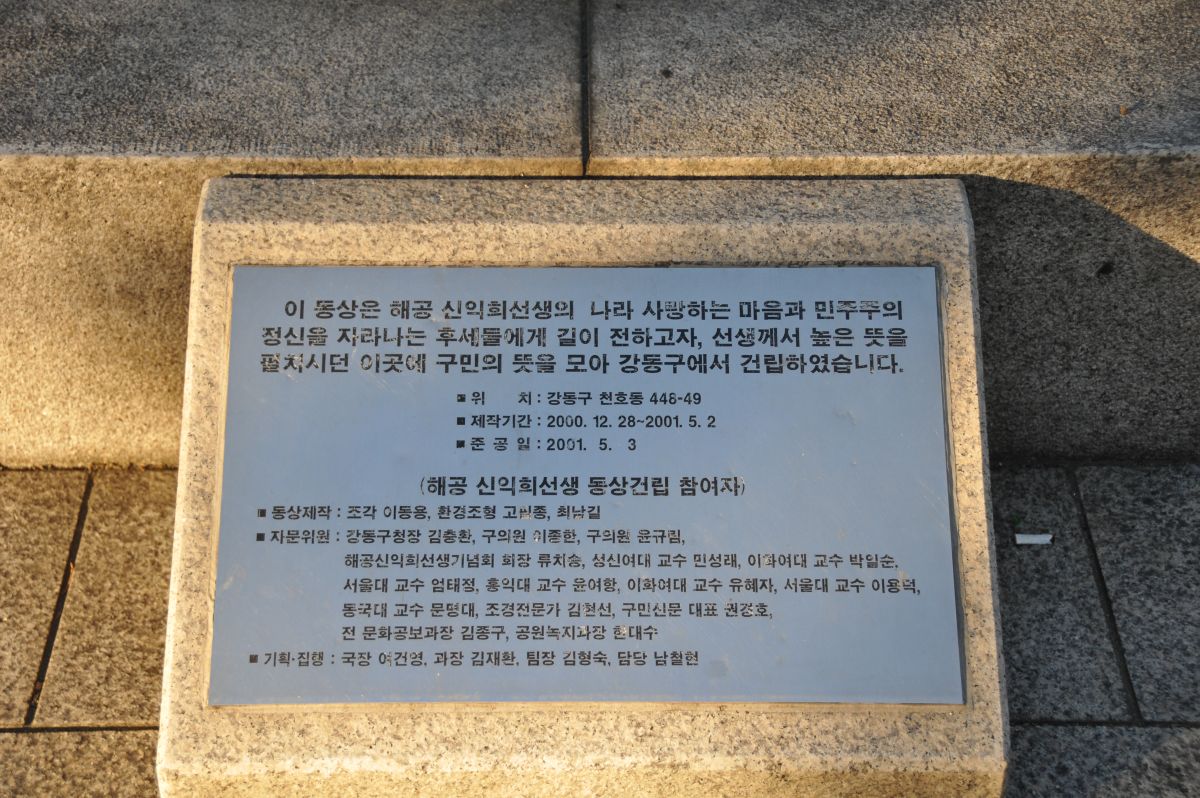 이 동상은 해공 신익희선생의 나라 사랑하는 마음과 민주주의
정신을 자라나는 후세들에게 길이 전하고자, 선생께서 높은 뜻을
펼치시던 이곳에 구민의 뜻을 모아 강동구에서 건립하였습니다.
■ 위 치 : 강동구 천호동 448-49
■ 제작기간 : 2000. 12. 28~2001. 5. 2
■ 준 공 일 : 2001. 5. 3
(해공 신익희선생 동상건립 참여자)
■ 동상제작 : 조각 이동용, 환경조형 고필종, 최남길
■ 자문위원 : 강동구청장 김충환, 구의원 이종한, 구의원 윤규림,
해공신익희선생기념회 회장 류치송, 성신여대 교수 민성래, 이화여대 교수 박일순,
서울대 교수 엄태정, 홍익대 교수 윤여항, 이화여대 교수 유혜자, 서울대 교수 이용덕,
동국대 교수 문명대, 조경전문가 김현선, 구민신문 대표 권경호,
전 문화공보과장 김종구, 공원녹지과장 한대수
■ 기획·집행 : 국장 여건영, 과장 김재환, 팀장 김형숙, 담당 남철현